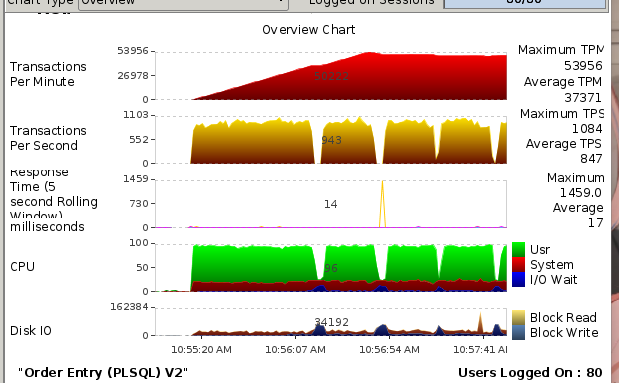 Chart Type
Overview
Logged on Sessions
80/80
Overview Chart
Transactions
Per Minute
53956
26978
0
38232
Maximum TPM
53956
Average TPM
37371
Transactions
Per Second
1103
552
0
943
Maximum TPS
1084
Average TPS
847
Response
Time (5
second Rolling
Window)
milliseconds
1459
730
0
14
Maximum
1459.0
Average
17
CPU
100
50
0
96
Usr
System
I/O Wait
Disk IO
162384
0
34192
Block Read
Block Write
10:55:20 AM
10:56:07 AM
10:56:54 AM
10:57:41 AM
"Order Entry (PLSQL) V2"
Users Logged On : 80